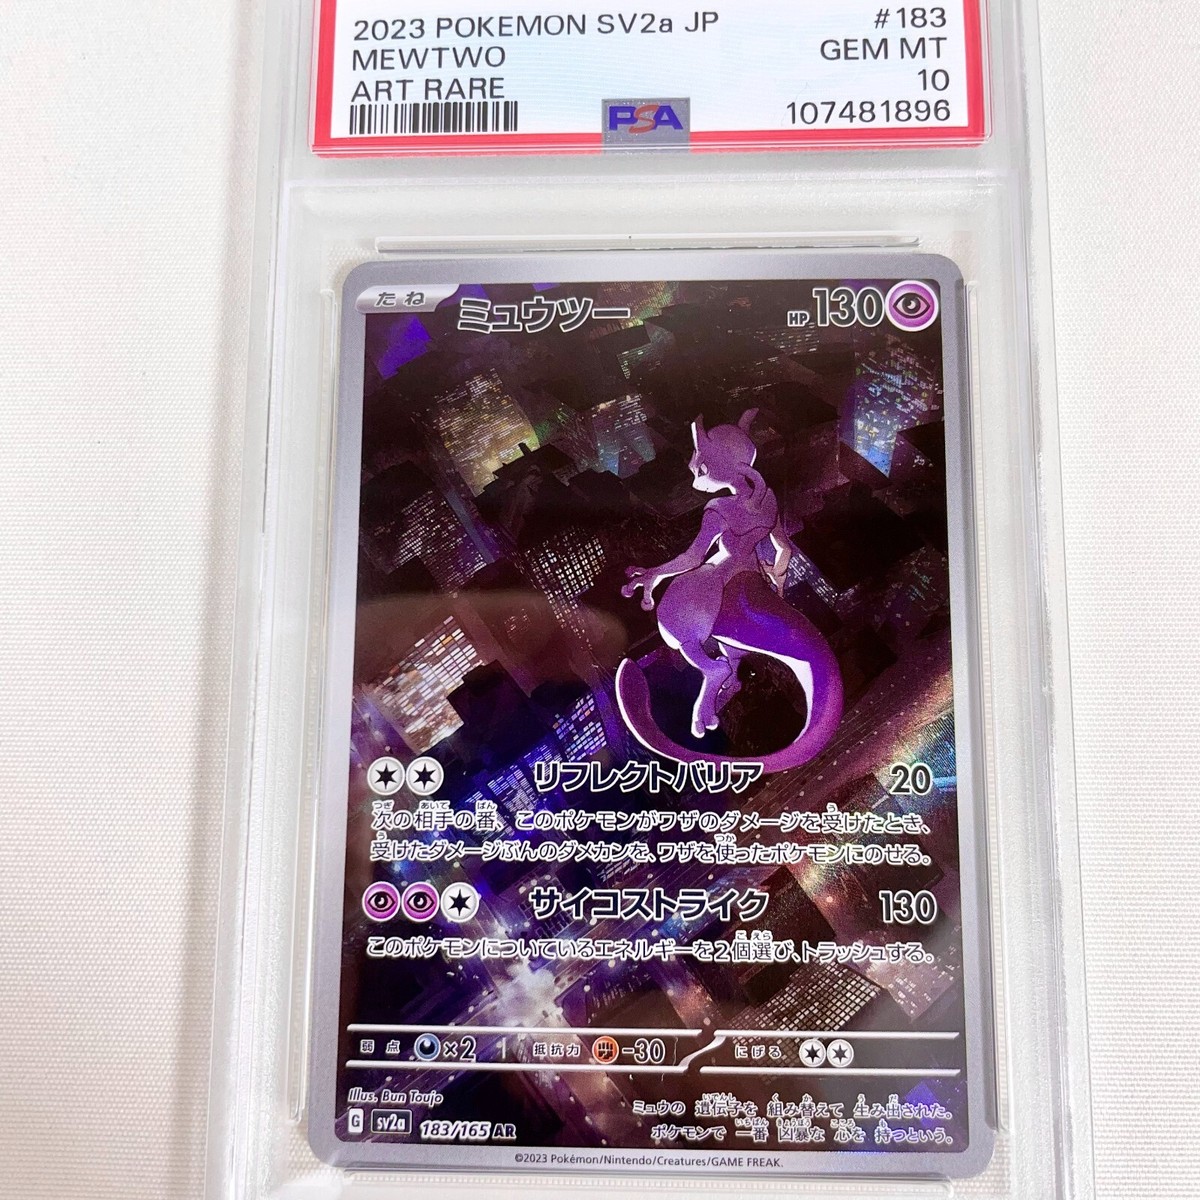 2023 POKEMON SV2a JP #183
MEWTWO GEM MT
ART RARE 10
PSA 107481896
たね ミュウツー HP 130
リフレクトバリア 20
次の相手の番、このポケモンがワザのダメージを受けたとき、
受けたダメージぶんのダメカンを、ワザを使ったポケモンにのせる。
サイコストライク 130
このポケモンについているエネルギーを2個選び、トラッシュする。
弱点 ×2 抵抗力 -30 にげる
Illus. Bun Toujo
ミュウの 遺伝子を 組み替えて 生み出された。
ポケモンで 一番 凶暴な 心を 持つという。
G sv2a 183/165 AR
©2023 Pokémon/Nintendo/Creatures/GAME FREAK.